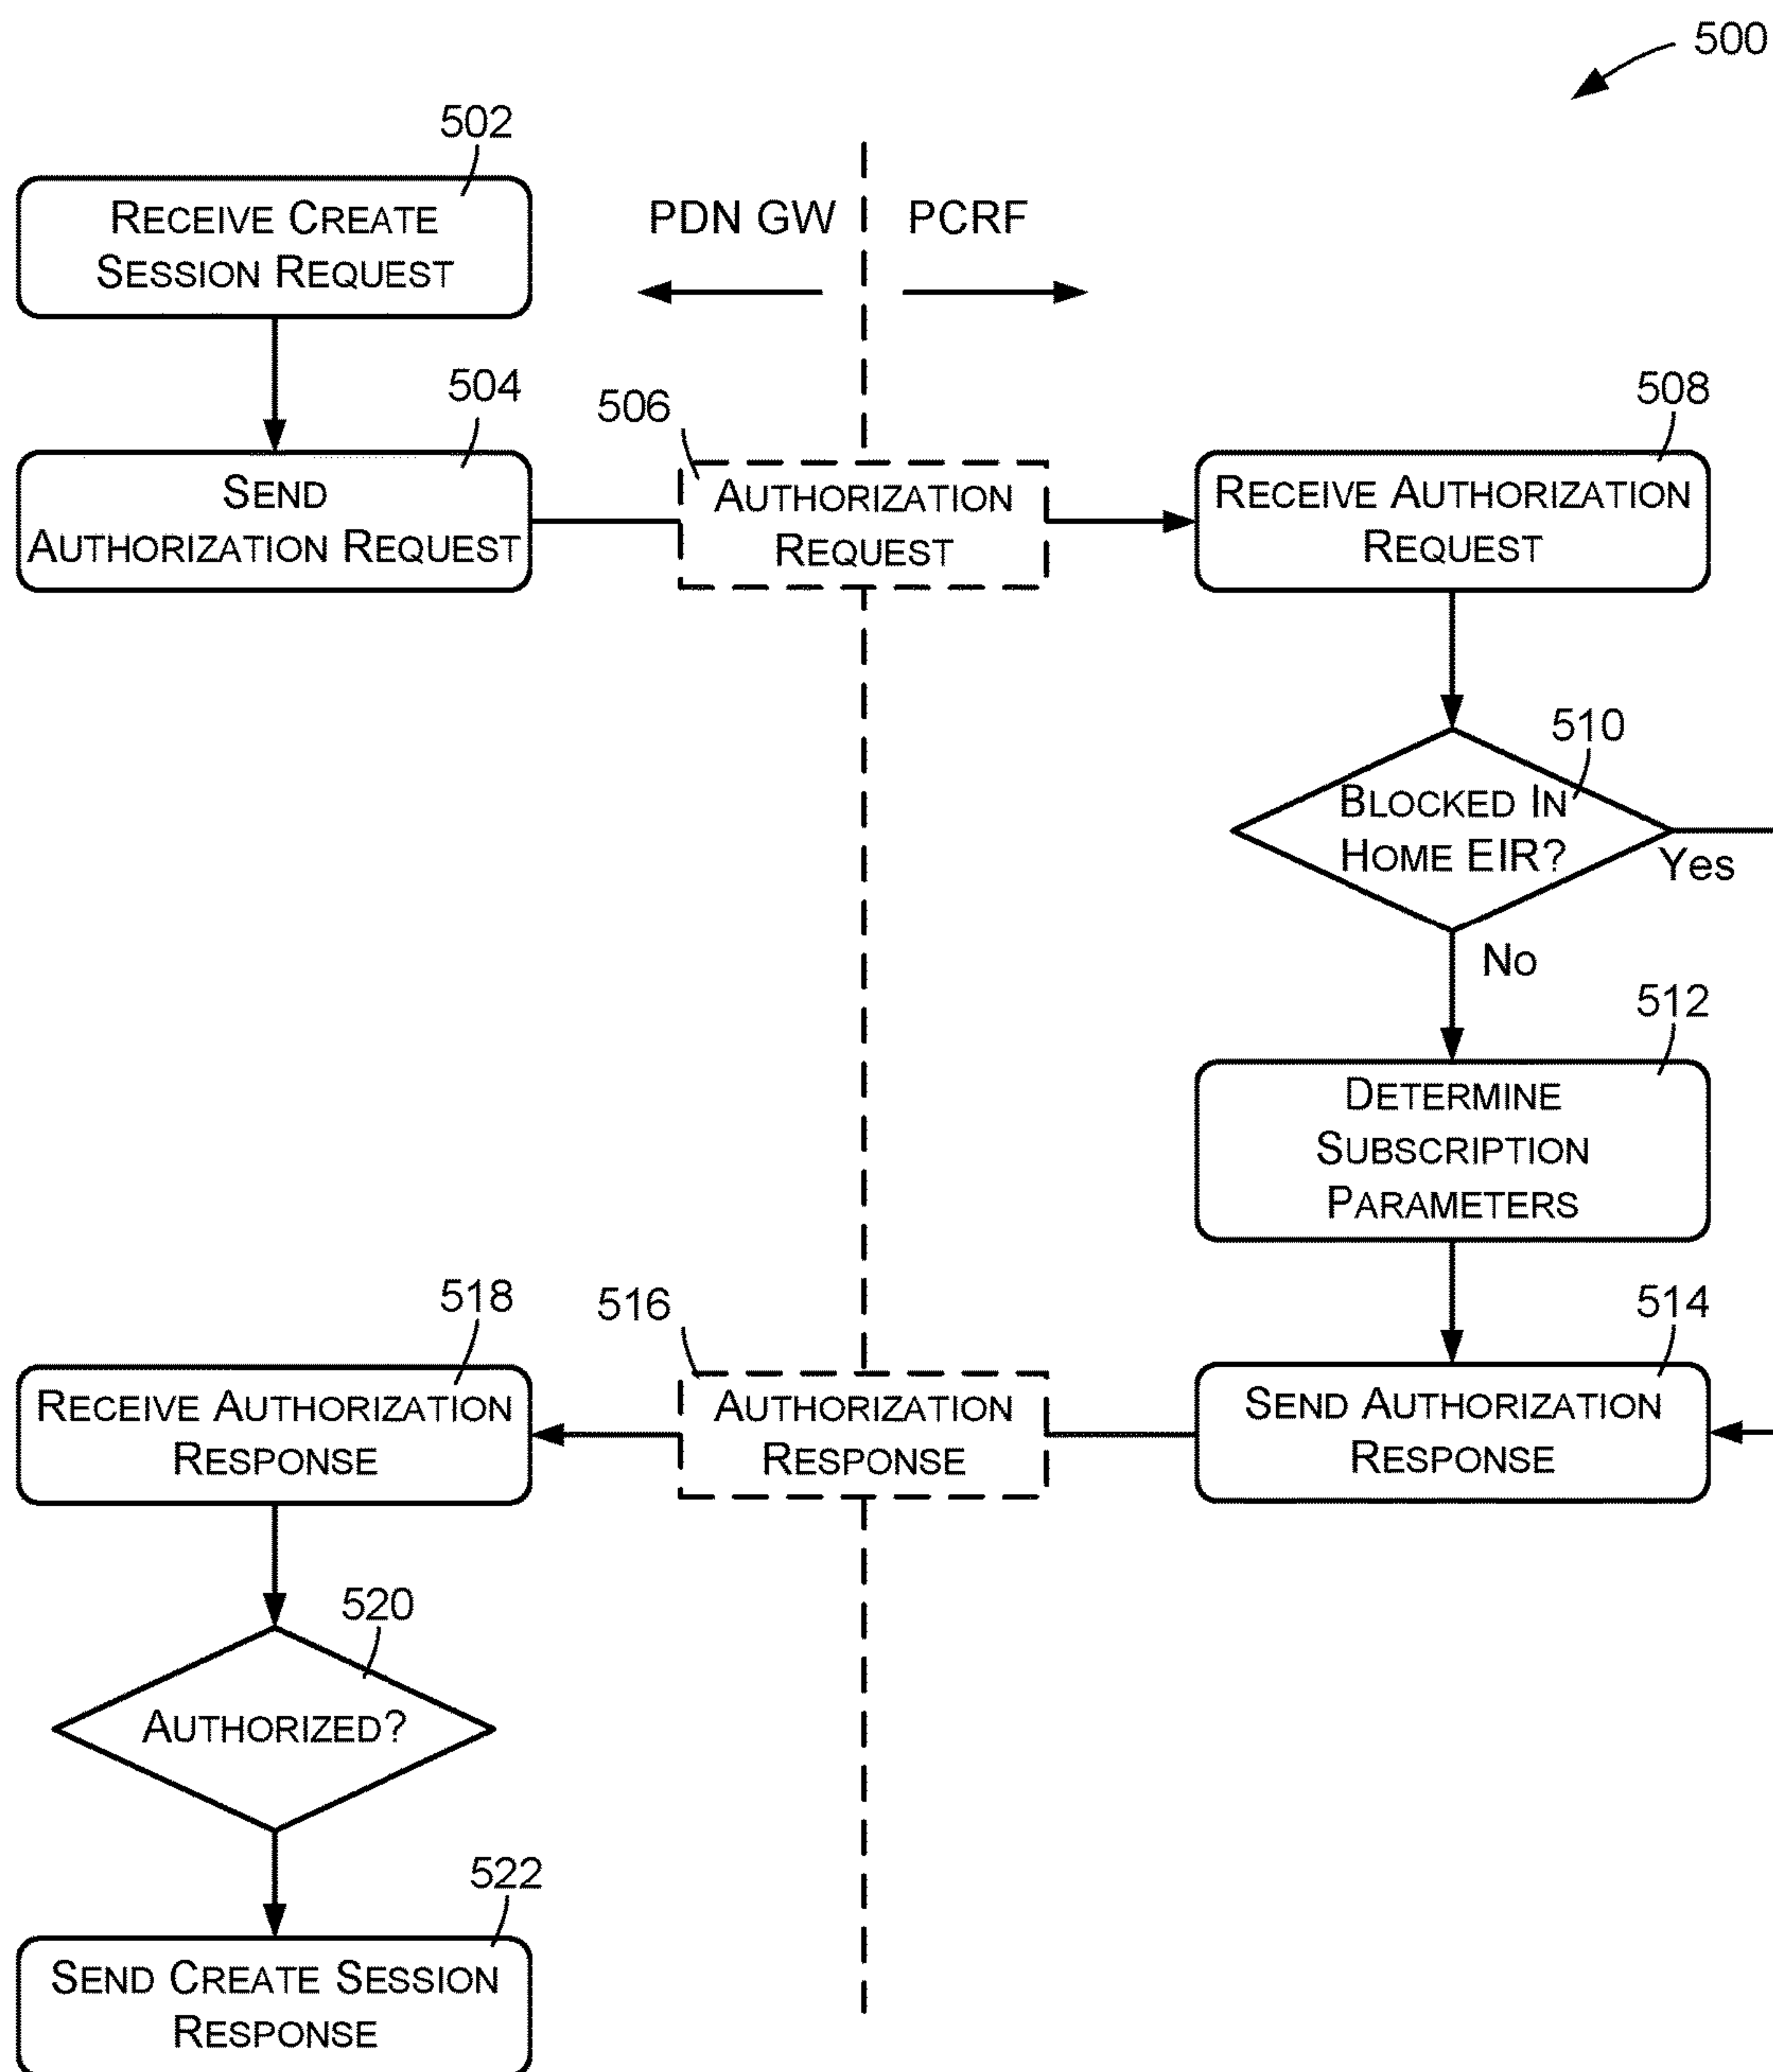 500
502
RECEIVE CREATE
SESSION REQUEST
PDN GW
PCRF
504
SEND
AUTHORIZATION REQUEST
506
AUTHORIZATION
REQUEST
508
RECEIVE AUTHORIZATION
REQUEST
510
BLOCKED IN
HOME EIR?
Yes
No
512
DETERMINE
SUBSCRIPTION
PARAMETERS
514
SEND AUTHORIZATION
RESPONSE
516
AUTHORIZATION
RESPONSE
518
RECEIVE AUTHORIZATION
RESPONSE
520
AUTHORIZED?
522
SEND CREATE SESSION
RESPONSE